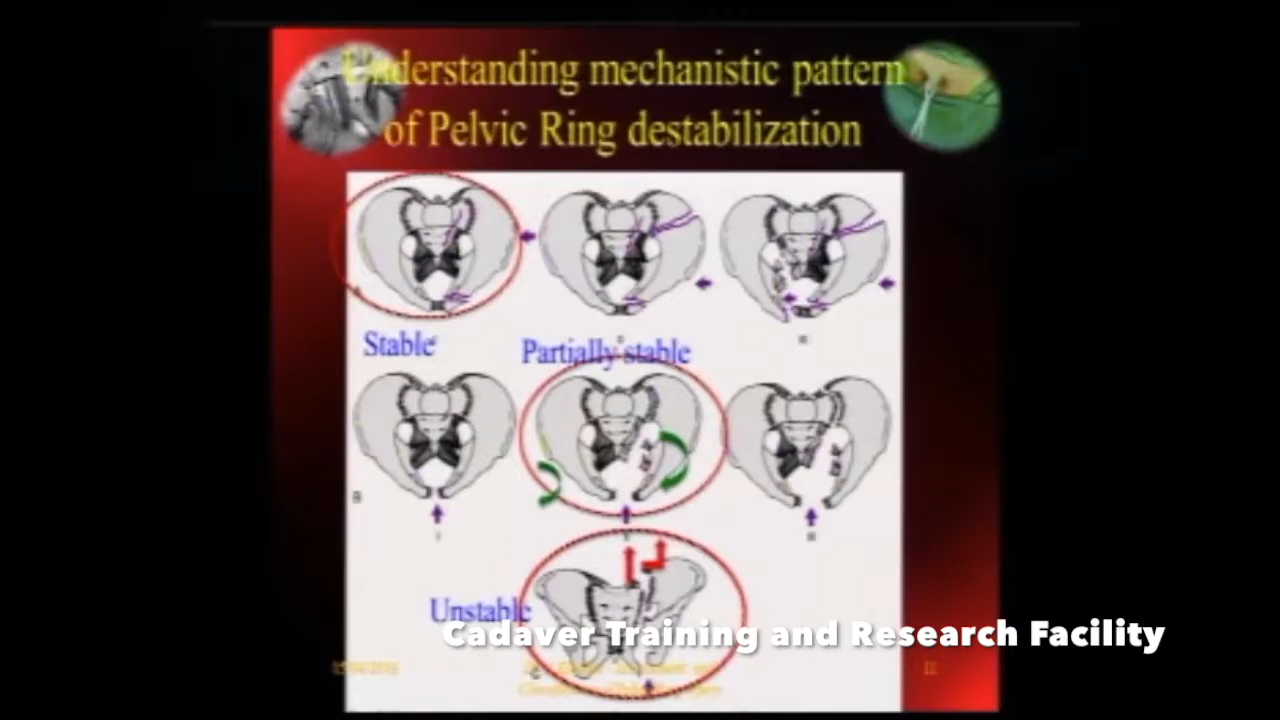 Understanding mechanistic pattern
of Pelvic Ring destabilization
Stable
Partially stable
B
Unstable
Cadaver Training and Research Facility